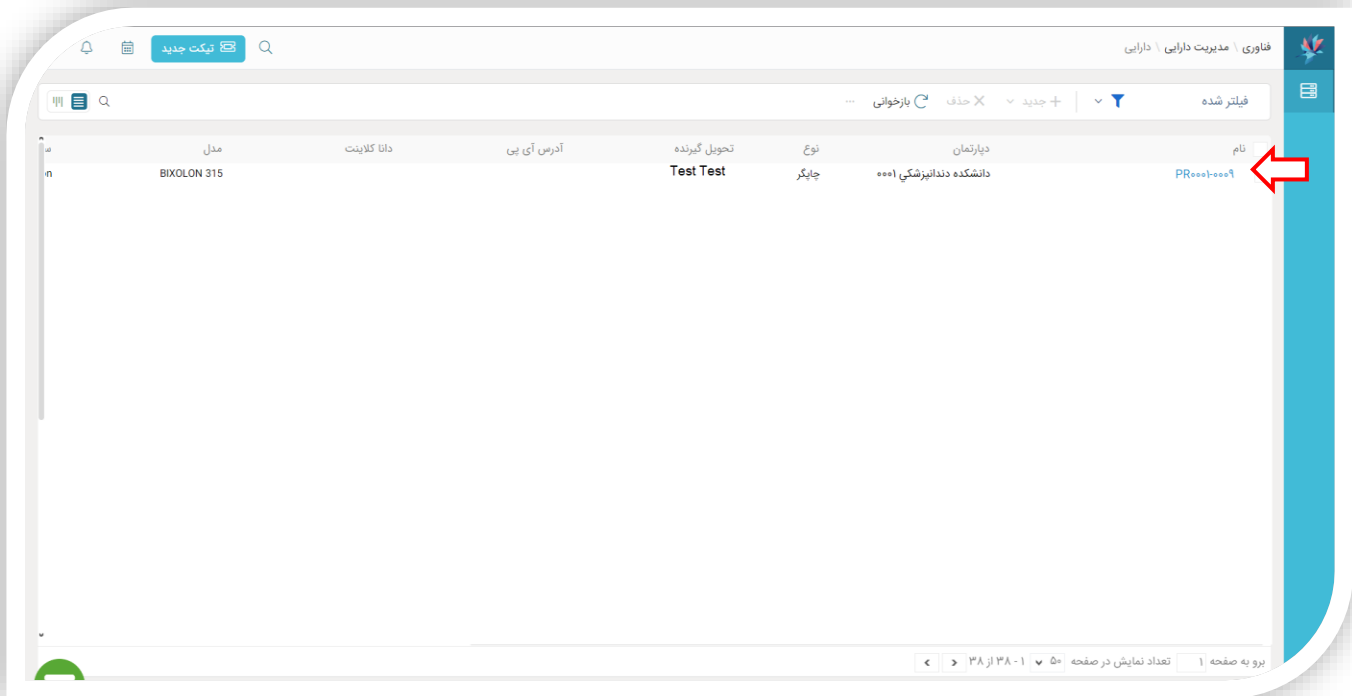 فناوری \ مدیریت دارایی \ دارایی
تیکت جدید
فیلتر شده
جدید
حذف
بازخوانی
...
نام دپارتمان نوع تحویل گیرنده آدرس آی پی دانا کلاینت مدل
PR۰۰۰۱-۰۰۰۹ دانشکده دندانپزشكي ۰۰۰۱ چاپگر Test Test BIXOLON 315
برو به صفحه ۱ تعداد نمایش در صفحه ۵۰ ۱ - ۳۸ از ۳۸